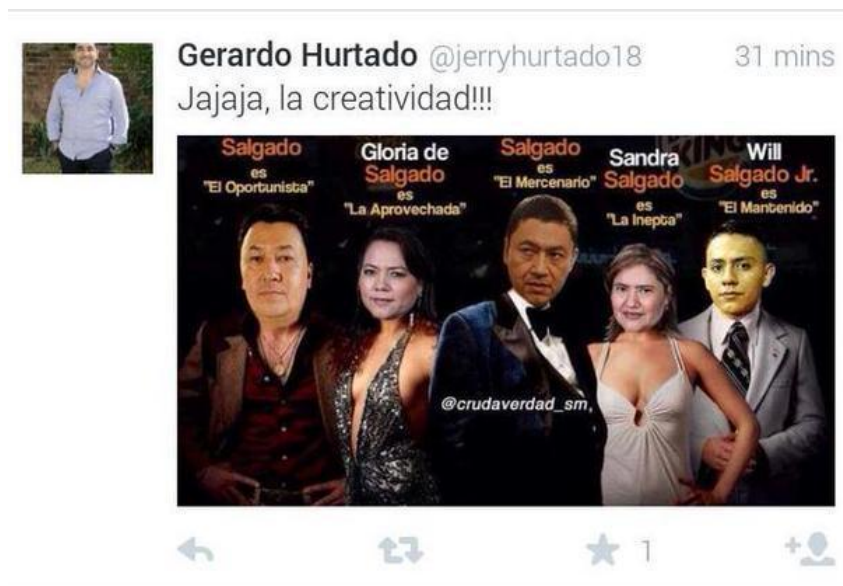 Gerardo Hurtado @jerryhurtado18 31 mins
Jajaja, la creatividad!!!
Salgado
es
"El Oportunista"
Gloria de
Salgado
es
"La Aprovechada"
Salgado
es
"El Mercenario"
Sandra
Salgado
es
"La Inepta"
Will
Salgado Jr.
es
"El Mantenido"
KING
@crudaverdad_sm,
1